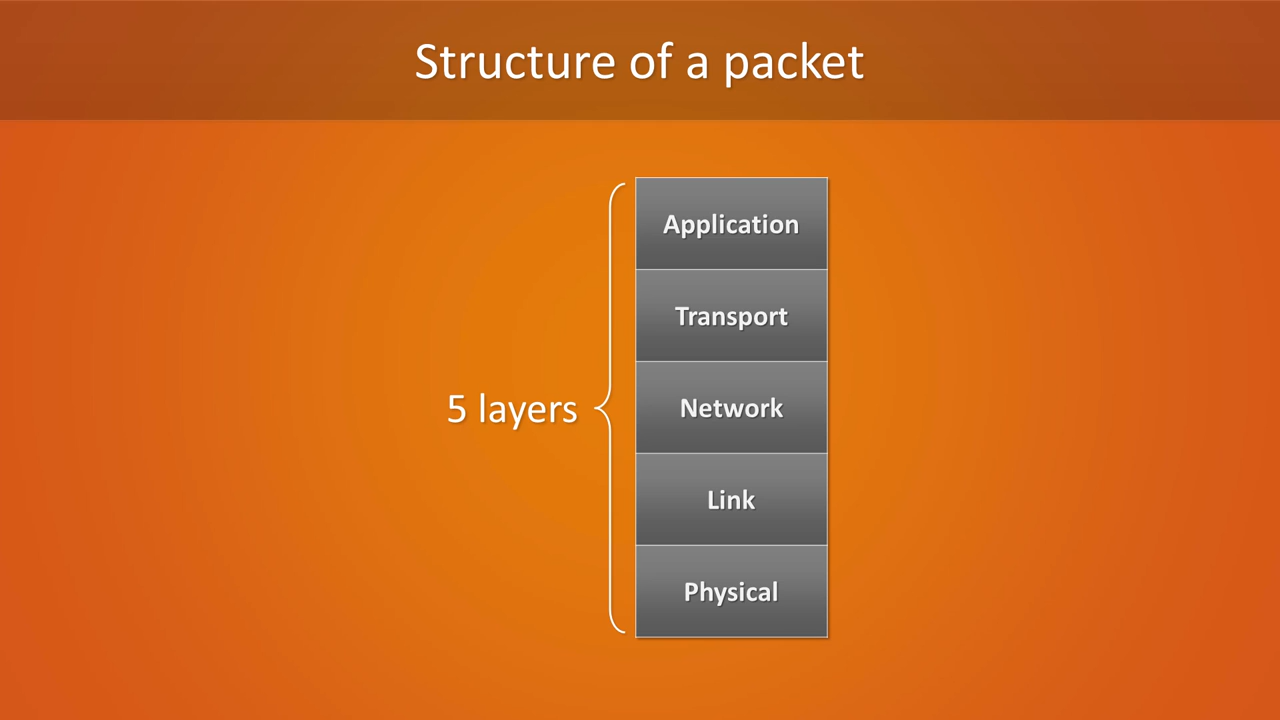 Structure of a packet
Application
Transport
5 layers
Network
Link
Physical